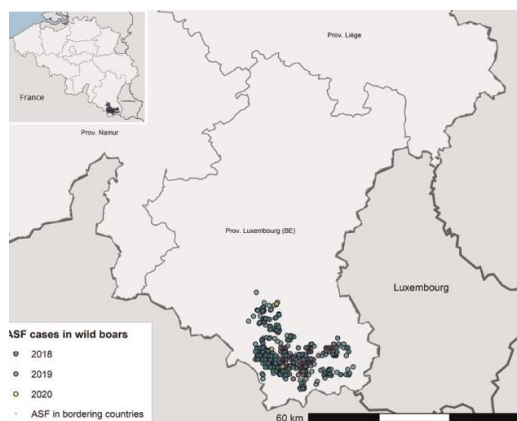 France
Prov. Liège
Prov. Namur
Prov. Luxembourg (BE)
Luxembourg
ASF cases in wild boars
2018
2019
2020
ASF in bordering countries
60 km